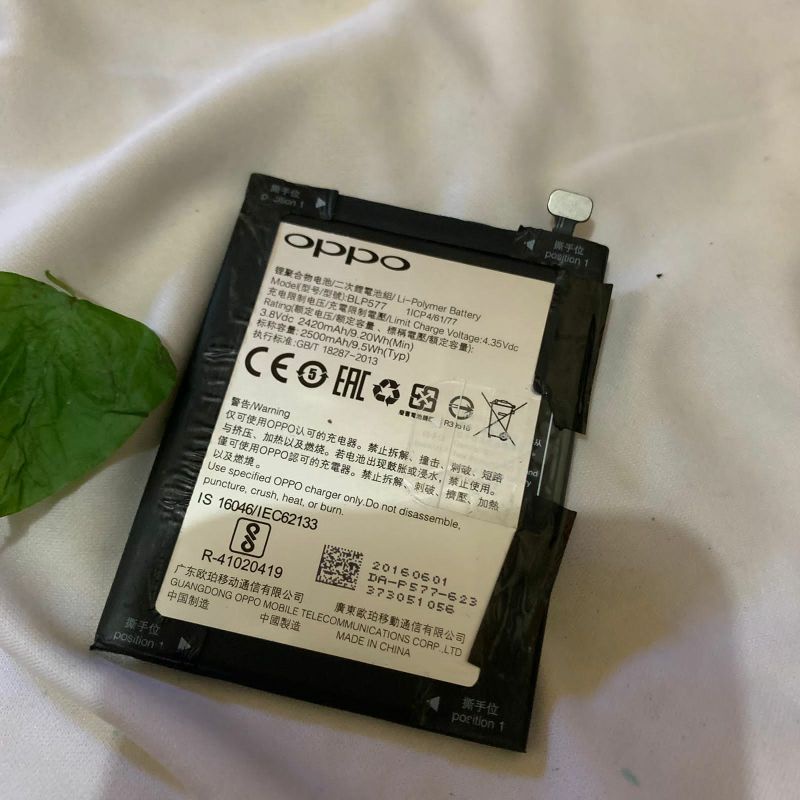 撕手位
position 1
撕手位
position 1
oppo
锂聚合物电池/二次鋰電池組/ Li-Polymer Battery
Model(型号/型號):BLP577 1ICP4/61/77
充电限制电压/充電限制電壓/Limit Charge Voltage:4.35Vdc
Rating(额定电压/额定容量、標稱電壓/額定容量):
3.8Vdc 2420mAh/9.20Wh(Min)
标称容量: 2500mAh/9.5Wh(Typ)
执行标准:GB/T 18287-2013
CE 5 EAC
R3
警告/Warning
仅可使用OPPO认可的充电器。禁止拆解、撞击、刺破、短路
与挤压、加热以及燃烧。若电池出现鼓胀或浸水，禁止使用。
僅可使用OPPO認可的充電器。禁止拆解、刺破、擠壓、加熱
以及燃燒。
Use specified OPPO charger only.Do not disassemble,
puncture, crush, heat, or burn.
IS 16046/IEC62133
R-41020419
20160601
DA-P577-623
373051056
广东欧珀移动通信有限公司 廣東歐珀移動通信有限公司
GUANGDONG OPPO MOBILE TELECOMMUNICATIONS CORP.,LTD
中国制造 中國製造 MADE IN CHINA
撕手位
position 1
撕手位
position 1